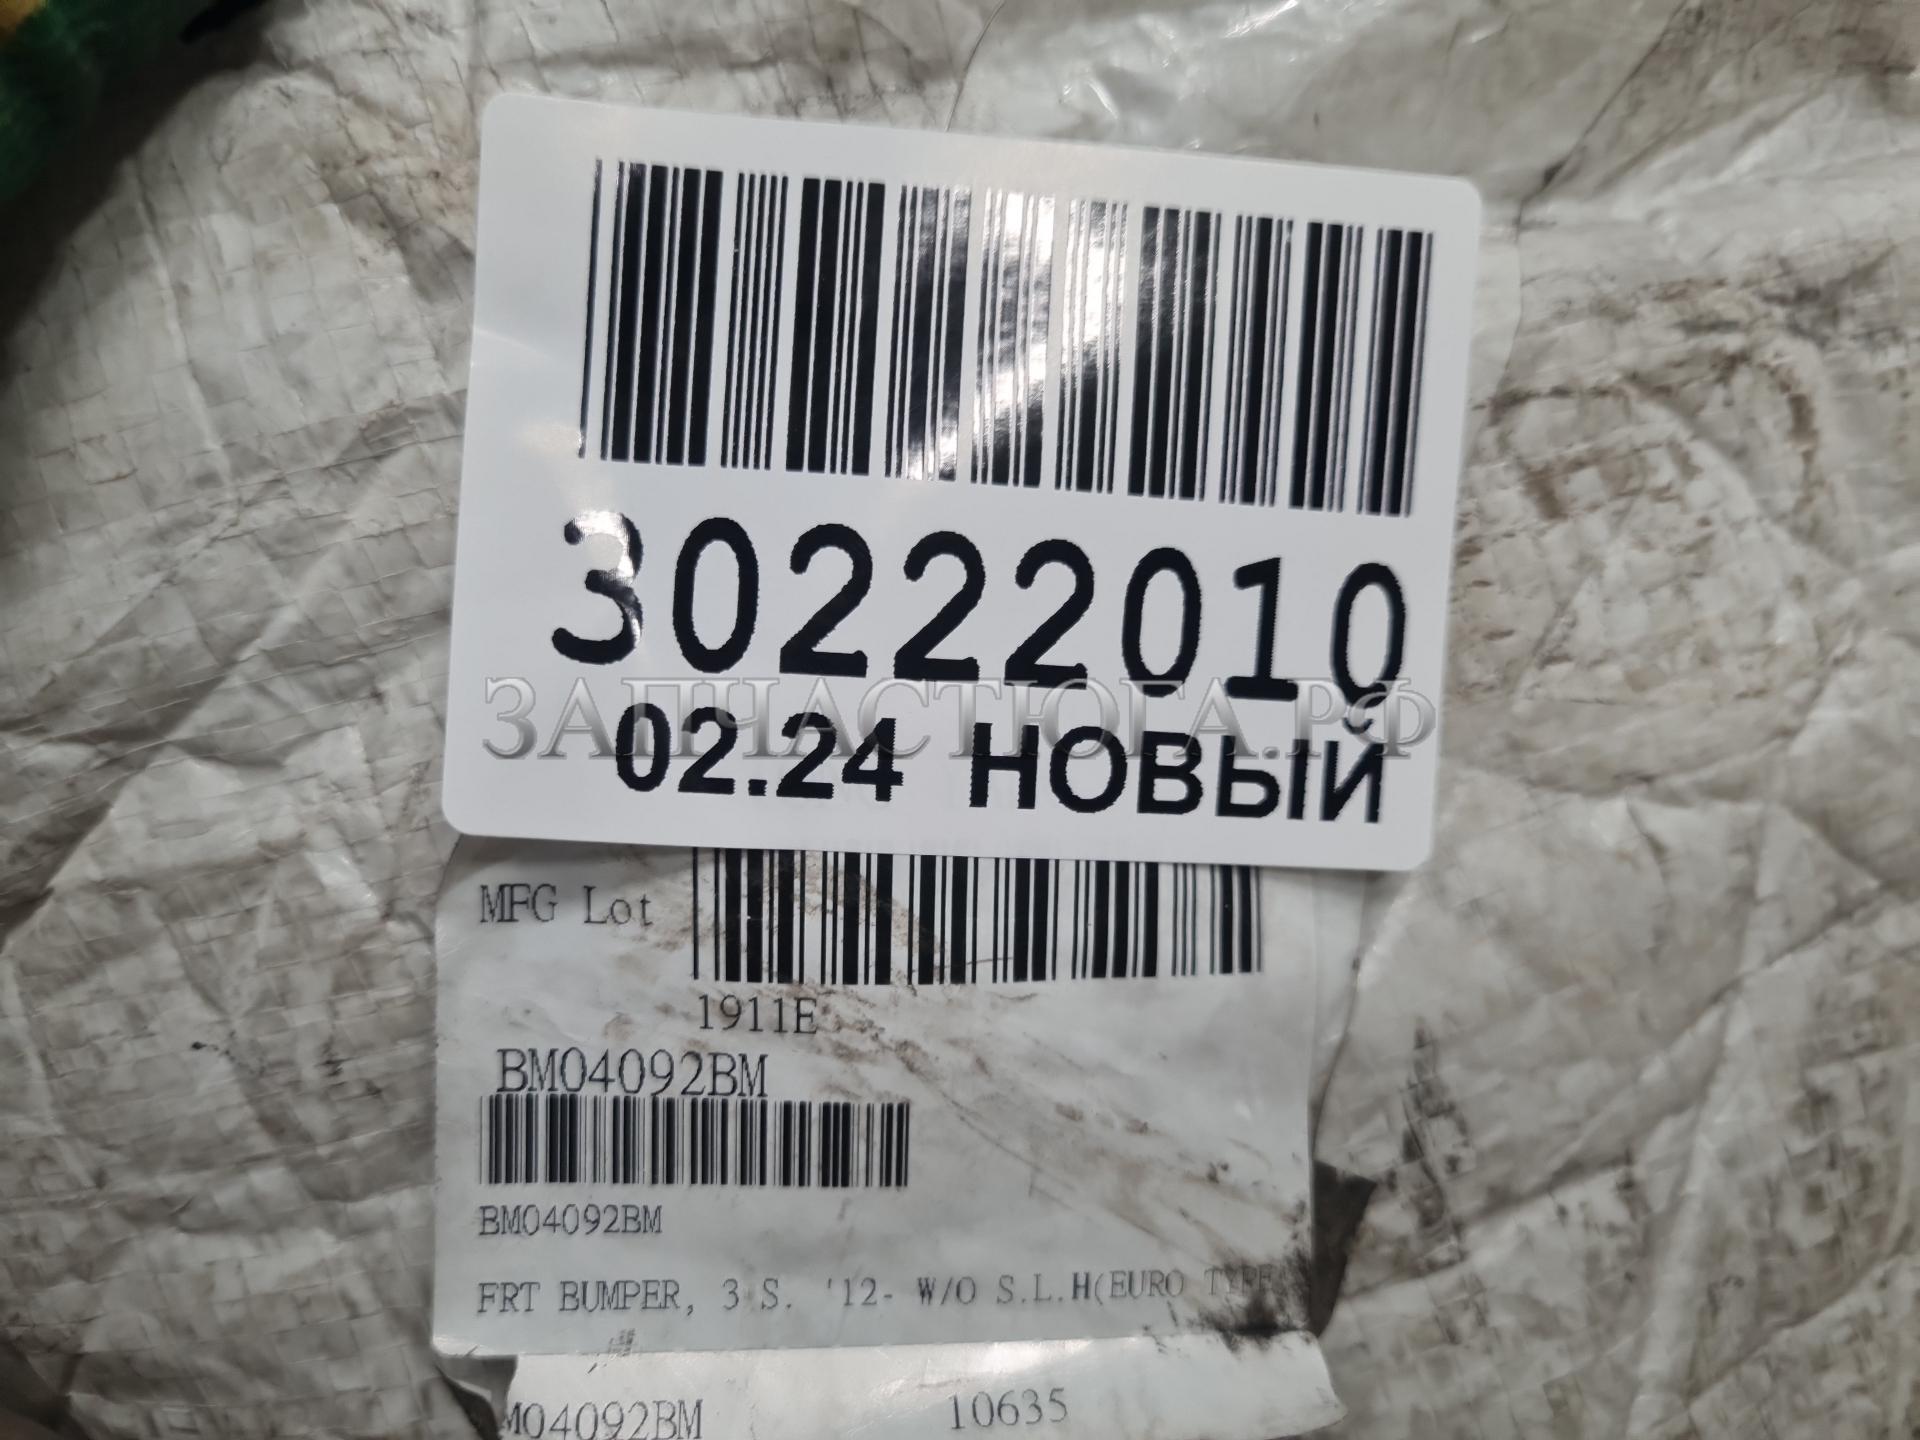 30222010
ЗАПЧАСТЮГА.РФ
02.24 НОВЫЙ
MFG Lot
1911E
BM04092BM
BM04092BM
FRT BUMPER, 3 S. '12- W/O S.L.H(EURO TYPE
M04092BM 10635